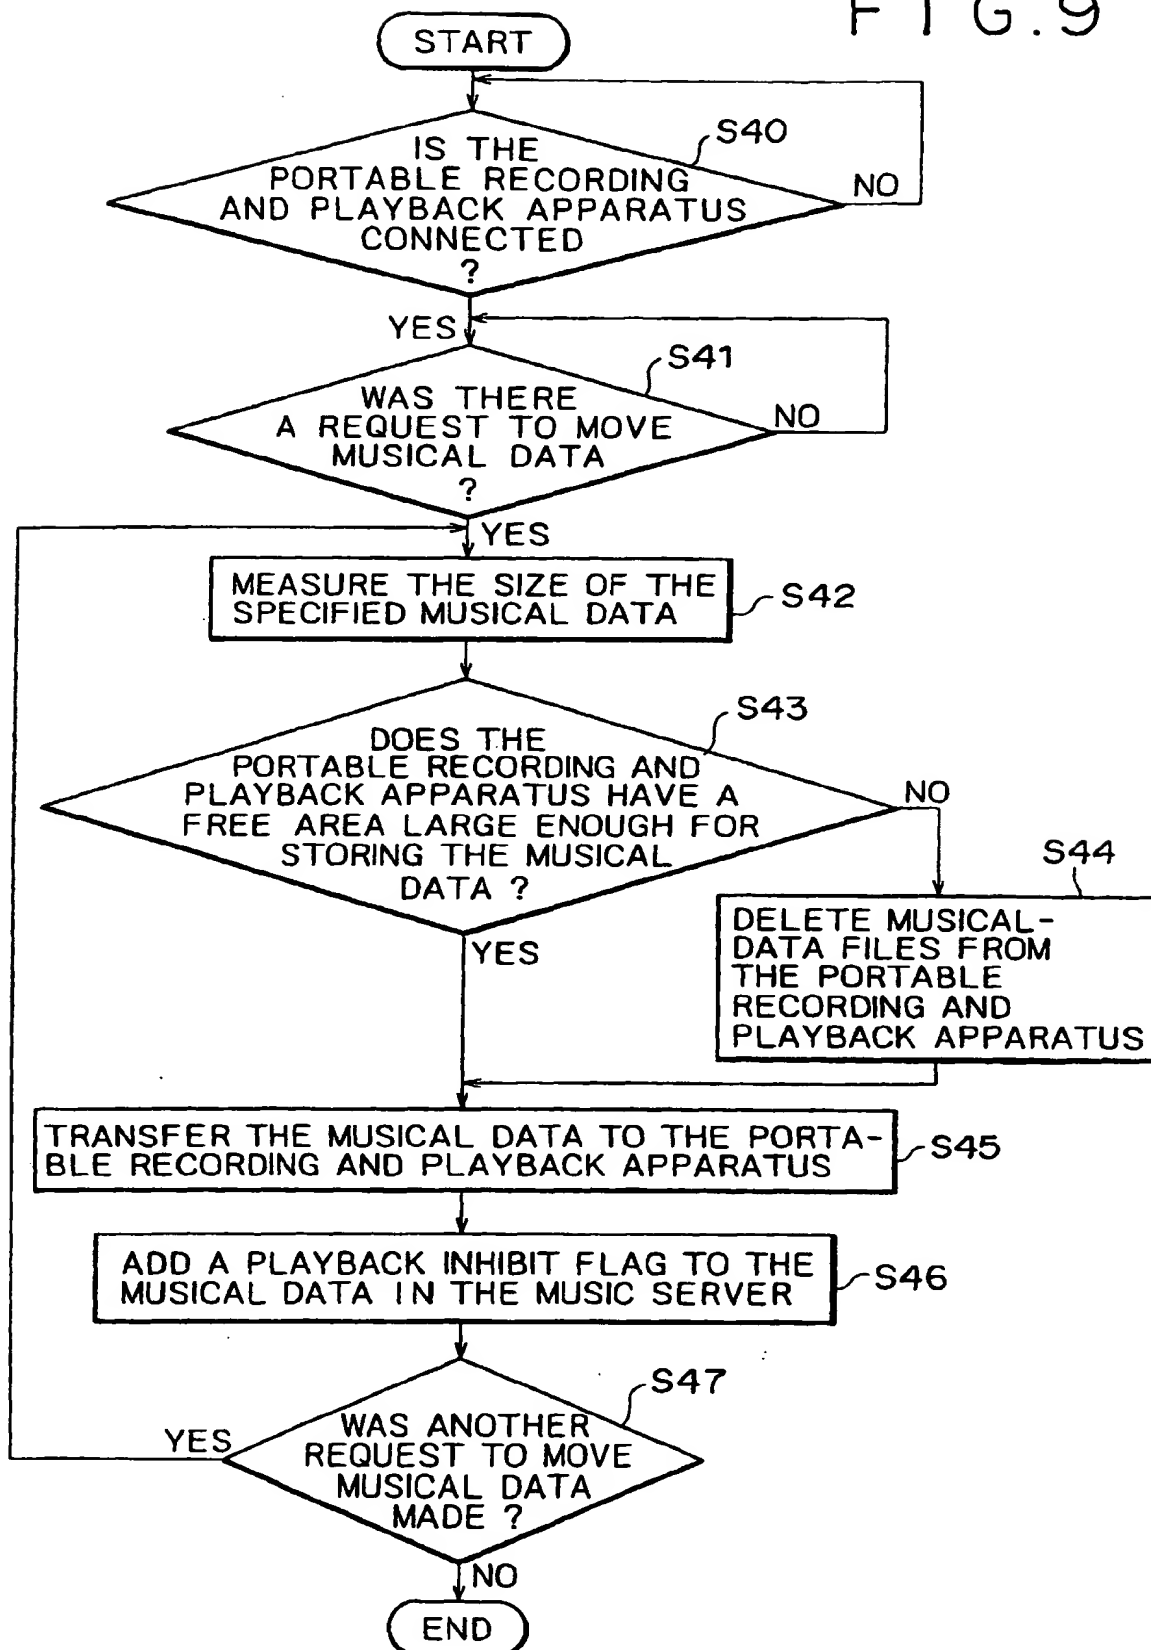 FIG.9
START
S40
IS THE
PORTABLE RECORDING
AND PLAYBACK APPARATUS
CONNECTED
?
NO
YES
S41
WAS THERE
A REQUEST TO MOVE
MUSICAL DATA
?
NO
YES
MEASURE THE SIZE OF THE
SPECIFIED MUSICAL DATA
S42
S43
DOES THE
PORTABLE RECORDING AND
PLAYBACK APPARATUS HAVE A
FREE AREA LARGE ENOUGH FOR
STORING THE MUSICAL
DATA ?
NO
YES
S44
DELETE MUSICAL-
DATA FILES FROM
THE PORTABLE
RECORDING AND
PLAYBACK APPARATUS
TRANSFER THE MUSICAL DATA TO THE PORTA-
BLE RECORDING AND PLAYBACK APPARATUS
S45
ADD A PLAYBACK INHIBIT FLAG TO THE
MUSICAL DATA IN THE MUSIC SERVER
S46
S47
WAS ANOTHER
REQUEST TO MOVE
MUSICAL DATA
MADE ?
YES
NO
END